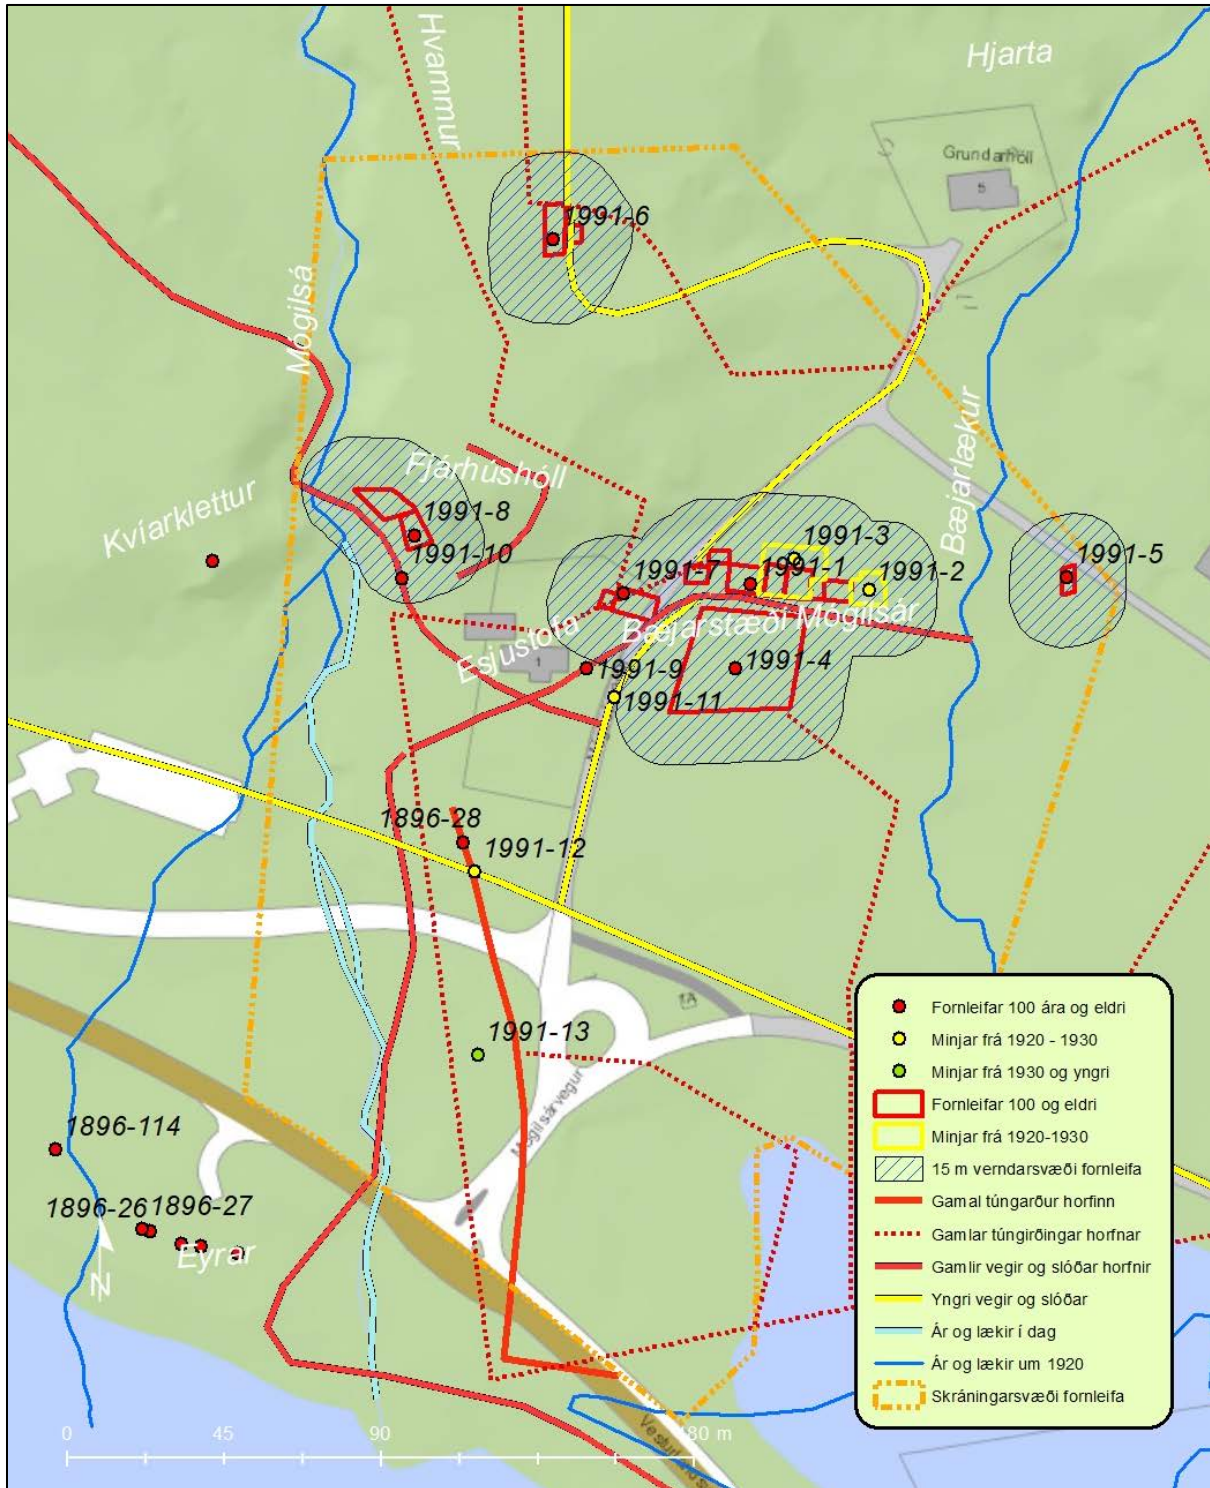 Hvammur
Hjarta
Grundarhóll
5
1991-6
Mógilsá
Fjárhúshóll
Kvíarklettur
Bæjarlækur
1991-8
1991-10
1991-3
1991-7
1991-1
1991-2
1991-5
Bæjarstæði Mógilsár
Esjustofa
1
1991-9
1991-4
1991-11
1896-28
1991-12
1A
1991-13
Mógilsárvegur
1896-114
1896-26
1896-27
Eyrar
N
0 45 90 180 m
Fornleifar 100 ára og eldri
Minjar frá 1920 - 1930
Minjar frá 1930 og yngri
Fornleifar 100 og eldri
Minjar frá 1920-1930
15 m verndarsvæði fornleifa
Gamal túngarður horfinn
Gamlar túngirðingar horfnar
Gamlir vegir og slóðar horfnir
Yngri vegir og slóðar
Ár og lækir í dag
Ár og lækir um 1920
Skráningarsvæði fornleifa